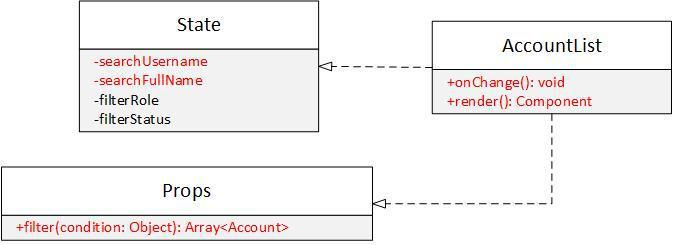 State
-searchUsername
-searchFullName
-filterRole
-filterStatus
AccountList
+onChange(): void
+render(): Component
Props
+filter(condition: Object): Array<Account>